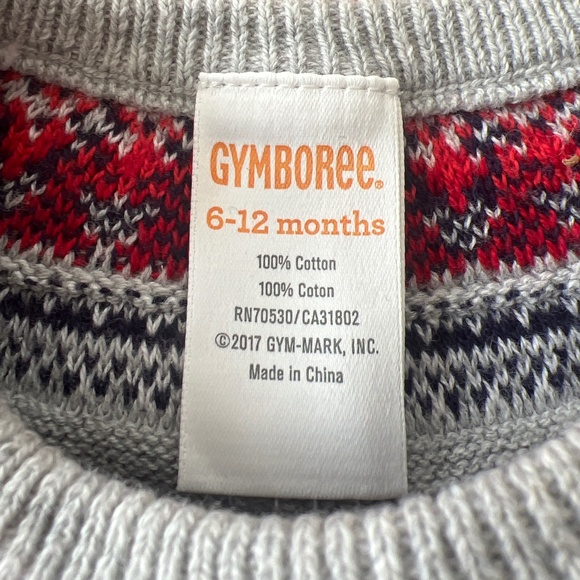 GYMBOREE®
6-12 months
100% Cotton
100% Coton
RN70530/CA31802
©2017 GYM-MARK, INC.
Made in China